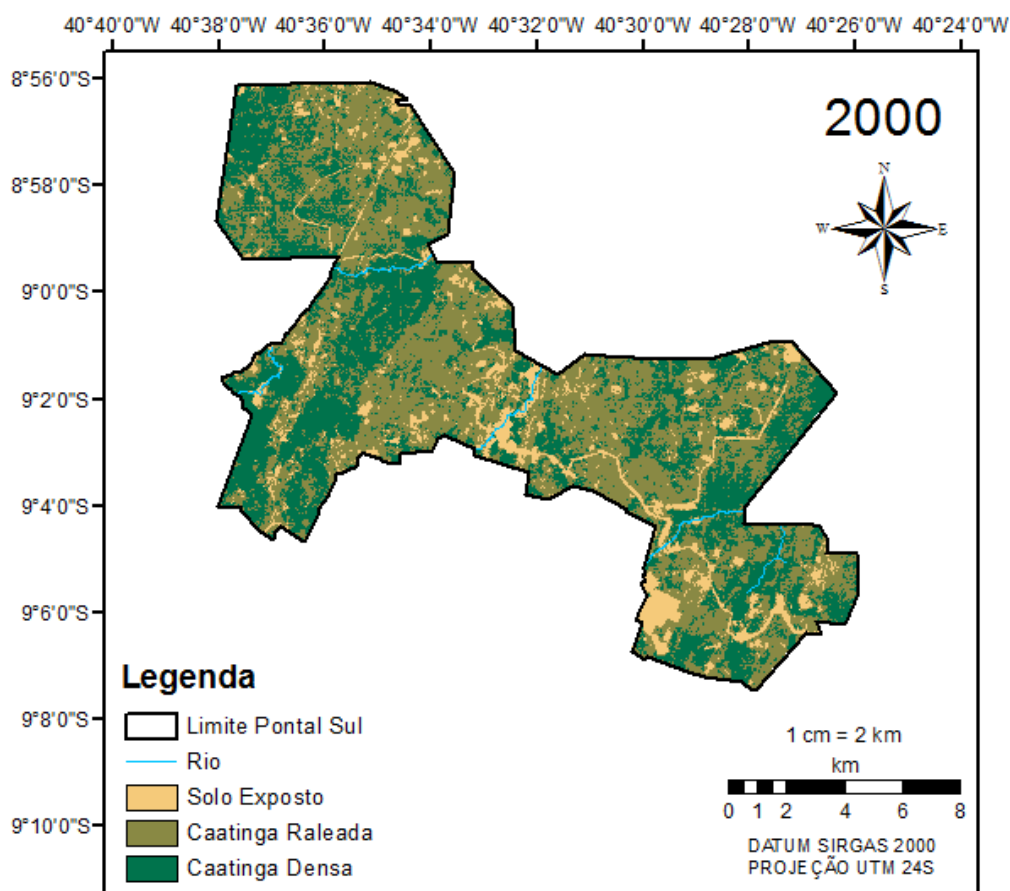 40°40'0"W 40°36'0"W 40°34'0"W 40°32'0"W 40°30'0"W 40°28'0"W 40°26'0"W 40°24'0"W
8°56'0"S
2000
N
8°58'0"S
W E
S
9°0'0"S
9°2'0"S
9°4'0"S
9°6'0"S
Legenda
9°8'0"S
Limite Pontal Sul
1 cm = 2 km
Rio
km
Solo Exposto
0 1 2 4 6 8
9°10'0"S
Caatinga Raleada
DATUM SIRGAS 2000
PROJEÇÃO UTM 24S
Caatinga Densa